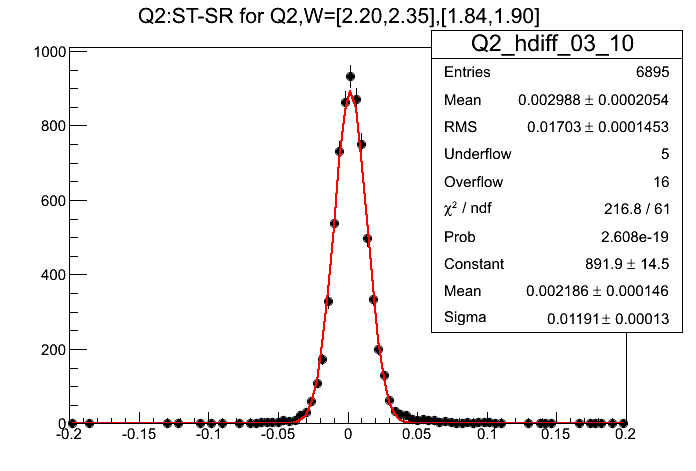 Q2:ST-SR for Q2,W=[2.20,2.35],[1.84,1.90]
Q2_hdiff_03_10
Entries 6895
Mean 0.002988 ± 0.0002054
RMS 0.01703 ± 0.0001453
Underflow 5
Overflow 16
χ² / ndf 216.8 / 61
Prob 2.608e-19
Constant 891.9 ± 14.5
Mean 0.002186 ± 0.000146
Sigma 0.01191 ± 0.00013
1000
800
600
400
200
0
-0.2 -0.15 -0.1 -0.05 0 0.05 0.1 0.15 0.2